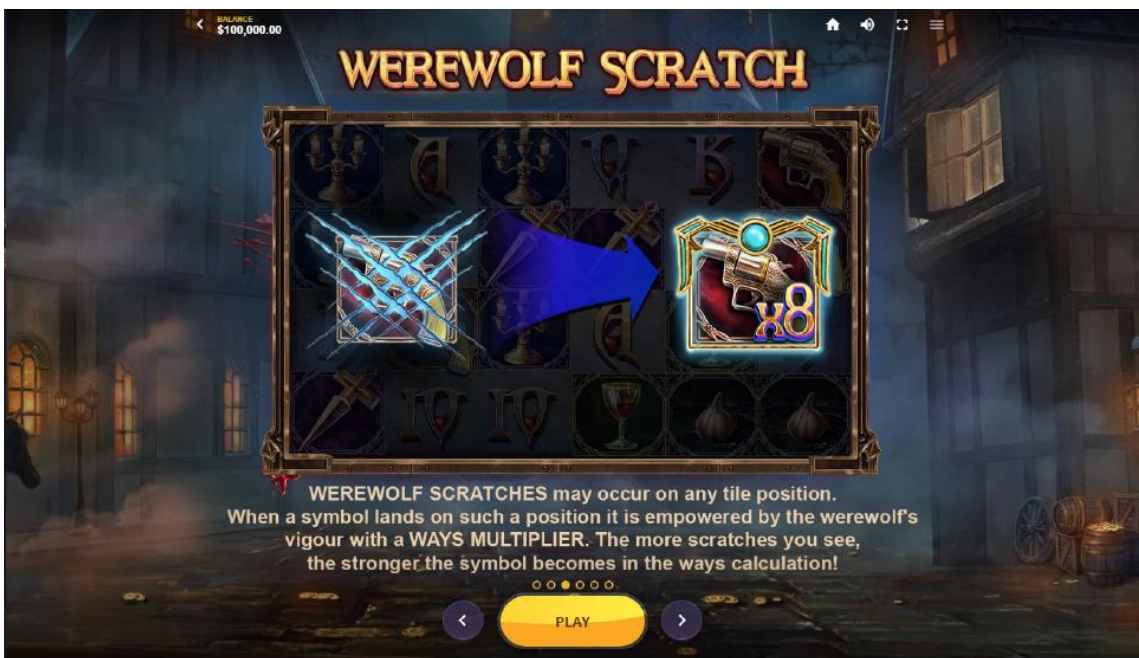 BALANCE
$100,000.00
WEREWOLF SCRATCH
A K
A
x8
10 10
WEREWOLF SCRATCHES may occur on any tile position.
When a symbol lands on such a position it is empowered by the werewolf's
vigour with a WAYS MULTIPLIER. The more scratches you see,
the stronger the symbol becomes in the ways calculation!
PLAY